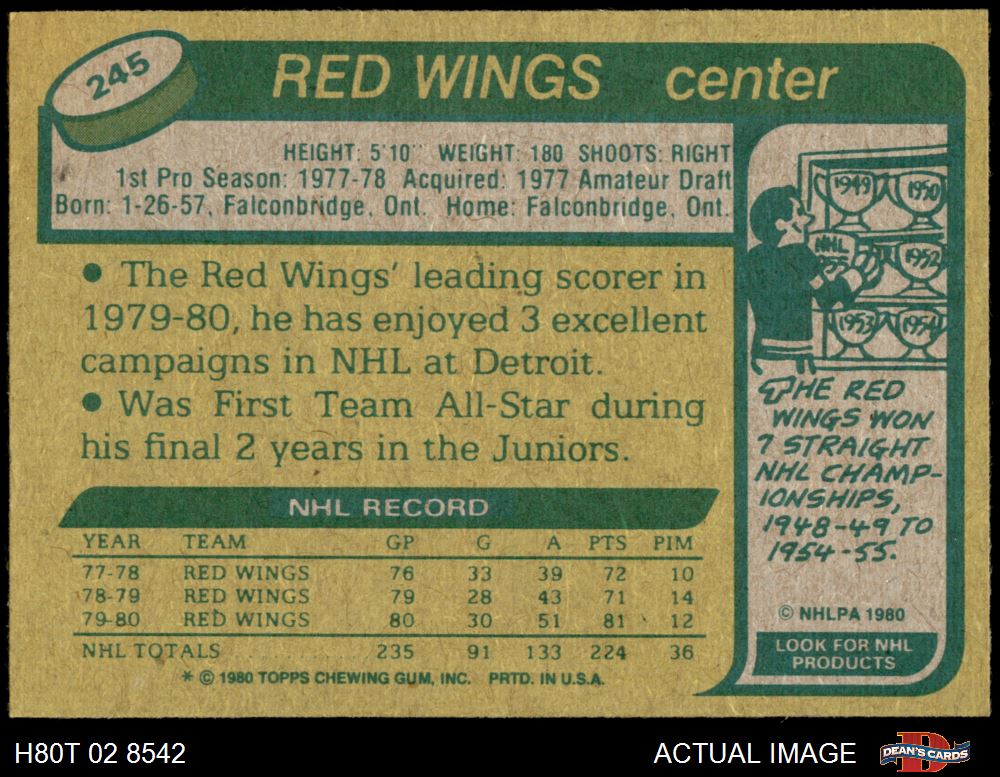 245
RED WINGS center
HEIGHT: 5'10" WEIGHT: 180 SHOOTS: RIGHT
1st Pro Season: 1977-78 Acquired: 1977 Amateur Draft
Born: 1-26-57, Falconbridge, Ont. Home: Falconbridge, Ont.
• The Red Wings' leading scorer in
1979-80, he has enjoyed 3 excellent
campaigns in NHL at Detroit.
• Was First Team All-Star during
his final 2 years in the Juniors.
NHL RECORD
YEAR TEAM GP G A PTS PIM
77-78 RED WINGS 76 33 39 72 10
78-79 RED WINGS 79 28 43 71 14
79-80 RED WINGS 80 30 51 81 12
NHL TOTALS 235 91 133 224 36
* © 1980 TOPPS CHEWING GUM, INC. PRTD. IN U.S.A.
1949 1950
NHL
1952
1953 1954
THE RED
WINGS WON
7 STRAIGHT
NHL CHAMP-
IONSHIPS,
1948-49 TO
1954-55.
© NHLPA 1980
LOOK FOR NHL
PRODUCTS
H80T 02 8542
ACTUAL IMAGE
DEAN'S CARDS